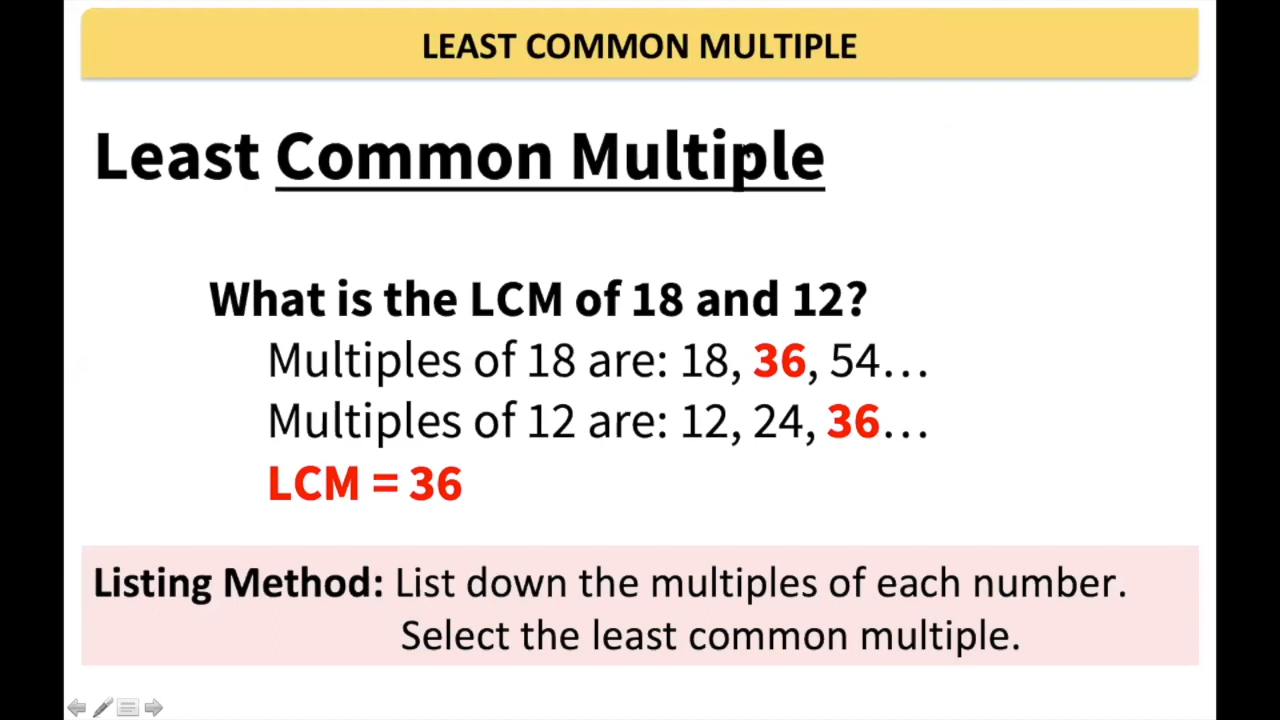 LEAST COMMON MULTIPLE
Least Common Multiple
What is the LCM of 18 and 12?
Multiples of 18 are: 18, 36, 54…
Multiples of 12 are: 12, 24, 36…
LCM = 36
Listing Method: List down the multiples of each number.
Select the least common multiple.